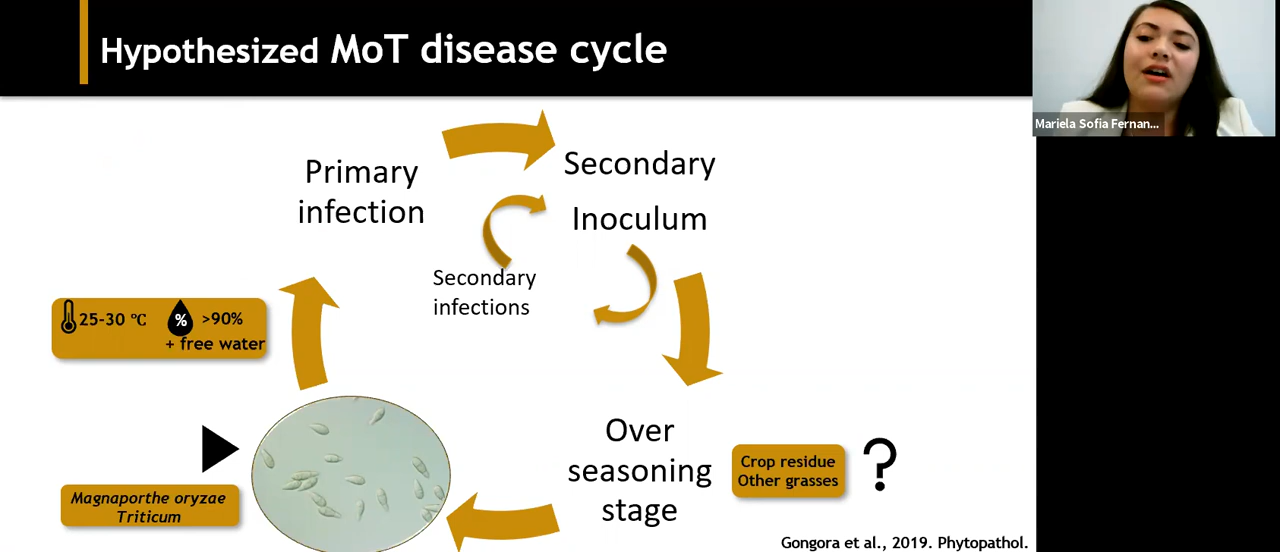 Hypothesized MoT disease cycle
Mariela Sofia Fernan...
Primary
infection
Secondary
Inoculum
Secondary
infections
25-30 °C
% >90%
+ free water
Over
seasoning
stage
Crop residue
Other grasses
?
Magnaporthe oryzae
Triticum
Gongora et al., 2019. Phytopathol.